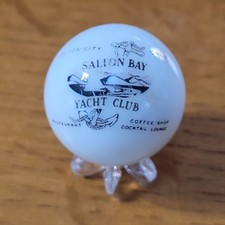 SALTON BAY
YACHT CLUB
RESTAURANT
COFFEE SHOP
COCKTAIL LOUNGE